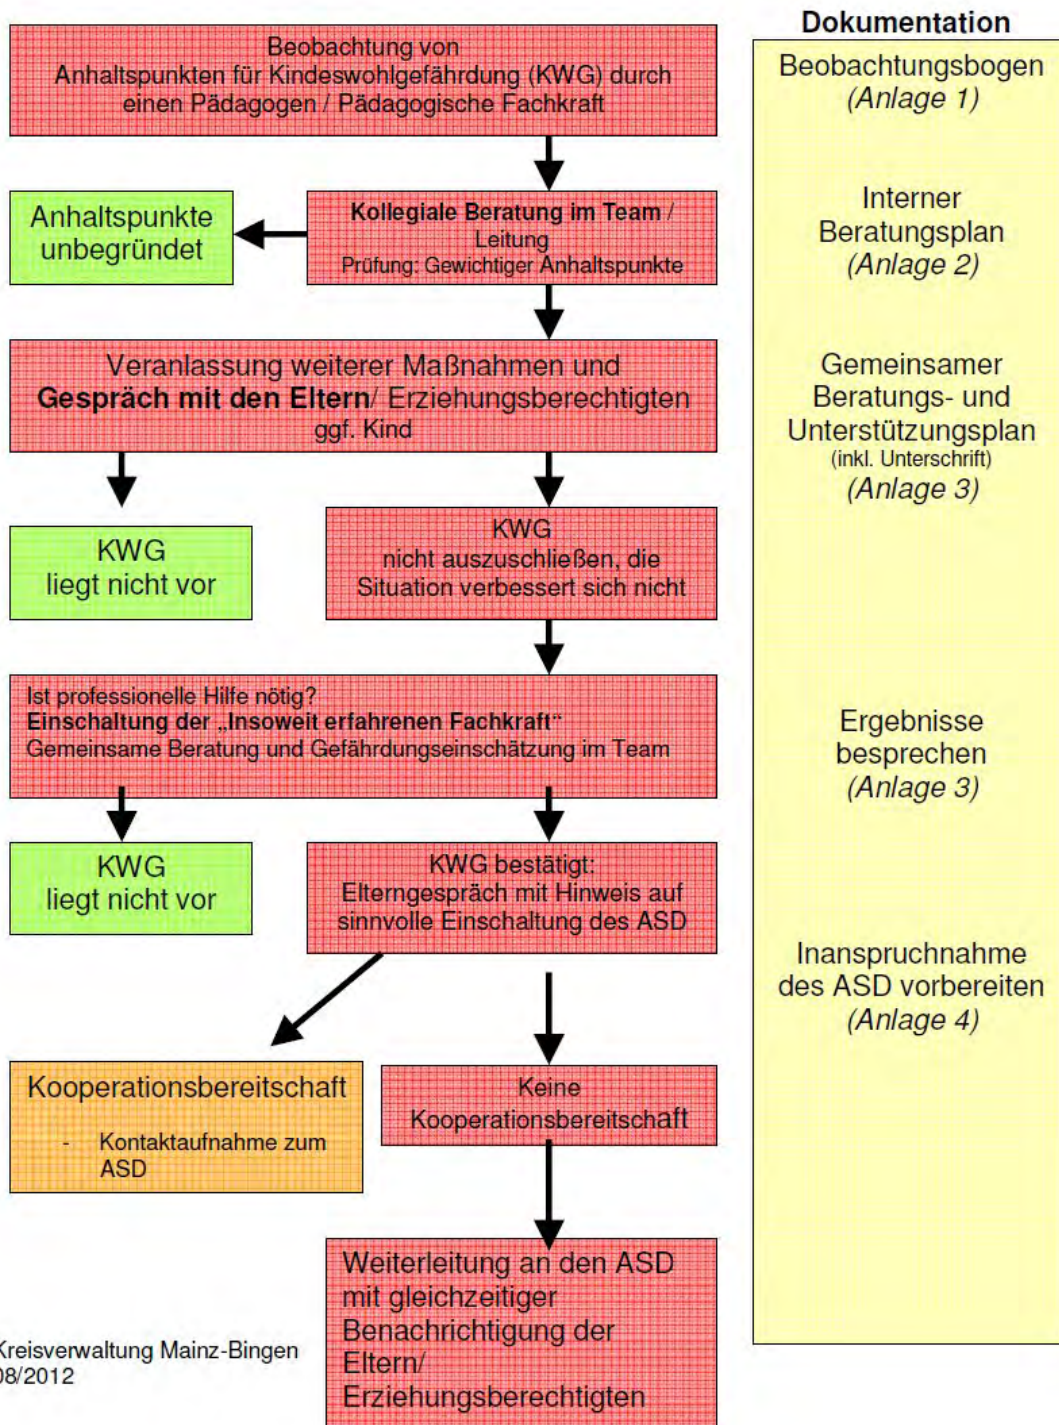 Beobachtung von
Anhaltspunkten für Kindeswohlgefährdung (KWG) durch
einen Pädagogen / Pädagogische Fachkraft
Anhaltspunkte
unbegründet
Kollegiale Beratung im Team /
Leitung
Prüfung: Gewichtiger Anhaltspunkte
Veranlassung weiterer Maßnahmen und
Gespräch mit den Eltern/ Erziehungsberechtigten
ggf. Kind
KWG
liegt nicht vor
KWG
nicht auszuschließen, die
Situation verbessert sich nicht
Ist professionelle Hilfe nötig?
Einschaltung der „Insoweit erfahrenen Fachkraft“
Gemeinsame Beratung und Gefährdungseinschätzung im Team
KWG
liegt nicht vor
KWG bestätigt:
Elterngespräch mit Hinweis auf
sinnvolle Einschaltung des ASD
Kooperationsbereitschaft
- Kontaktaufnahme zum
ASD
Keine
Kooperationsbereitschaft
Weiterleitung an den ASD
mit gleichzeitiger
Benachrichtigung der
Eltern/
Erziehungsberechtigten
Kreisverwaltung Mainz-Bingen
08/2012
Dokumentation
Beobachtungsbogen
(Anlage 1)
Interner
Beratungsplan
(Anlage 2)
Gemeinsamer
Beratungs- und
Unterstützungsplan
(inkl. Unterschrift)
(Anlage 3)
Ergebnisse
besprechen
(Anlage 3)
Inanspruchnahme
des ASD vorbereiten
(Anlage 4)